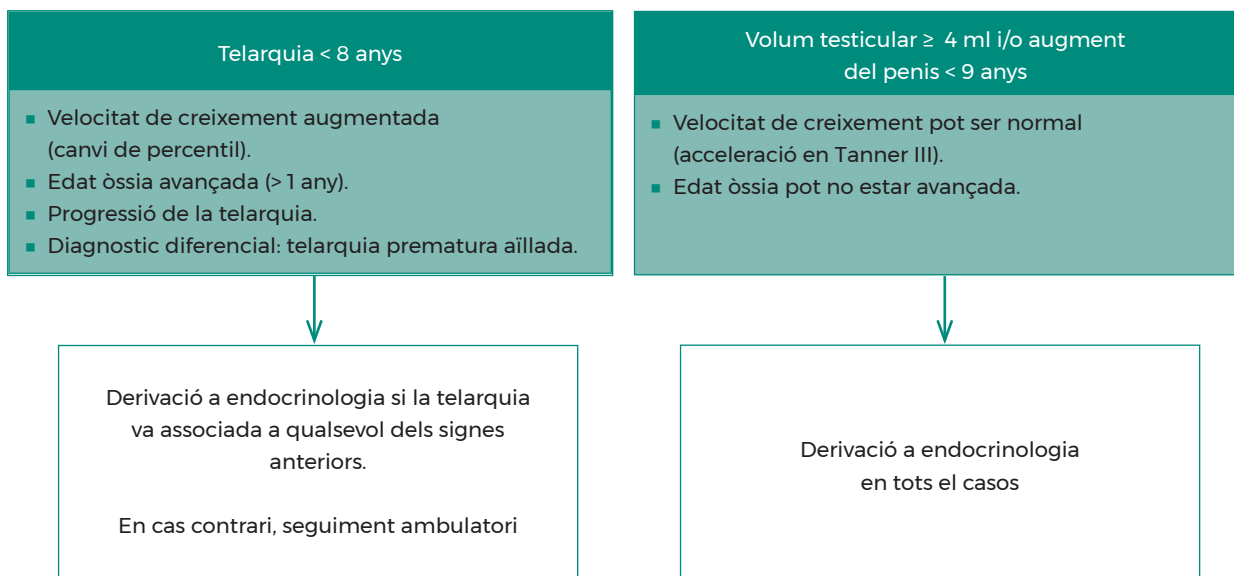 Telarquia < 8 anys
▪ Velocitat de creixement augmentada
(canvi de percentil).
▪ Edat òssia avançada (> 1 any).
▪ Progressió de la telarquia.
▪ Diagnostic diferencial: telarquia prematura aïllada.
Derivació a endocrinologia si la telarquia
va associada a qualsevol dels signes
anteriors.
En cas contrari, seguiment ambulatori
Volum testicular ≥ 4 ml i/o augment
del penis < 9 anys
▪ Velocitat de creixement pot ser normal
(acceleració en Tanner III).
▪ Edat òssia pot no estar avançada.
Derivació a endocrinologia
en tots el casos